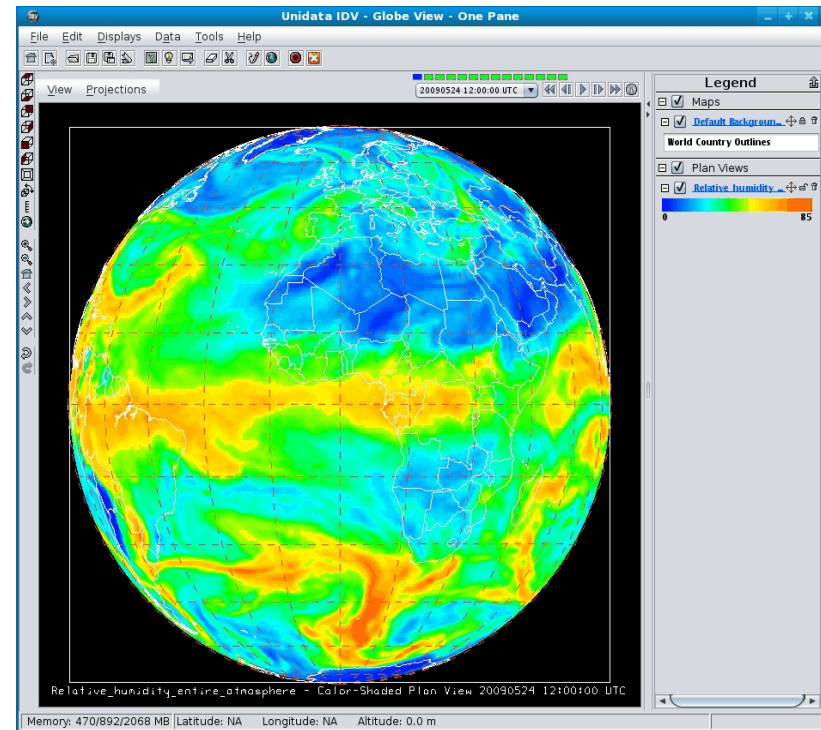 Unidata IDV - Globe View - One Pane
File Edit Displays Data Tools Help
View Projections
20090524 12:00:00 UTC
Legend
Maps
Default Backgroun...
World Country Outlines
Plan Views
Relative humidity ...
0 85
Relative_humidity_entire_atmosphere - Color-Shaded Plan View 20090524 12:00:00 UTC
Memory: 470/892/2068 MB Latitude: NA Longitude: NA Altitude: 0.0 m